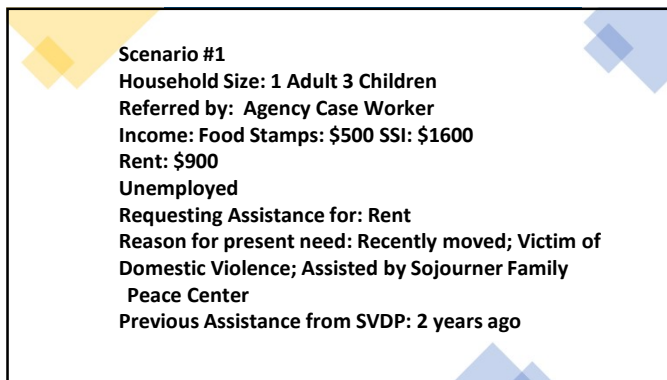 Scenario #1
Household Size: 1 Adult 3 Children
Referred by: Agency Case Worker
Income: Food Stamps: $500 SSI: $1600
Rent: $900
Unemployed
Requesting Assistance for: Rent
Reason for present need: Recently moved; Victim of
Domestic Violence; Assisted by Sojourner Family
Peace Center
Previous Assistance from SVDP: 2 years ago